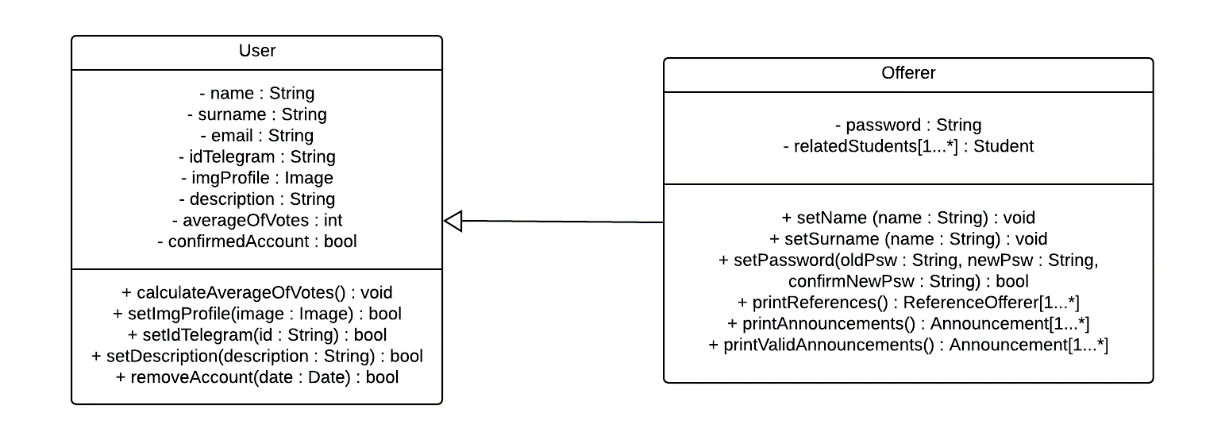 User
- name : String
- surname : String
- email : String
- idTelegram : String
- imgProfile : Image
- description : String
- averageOfVotes : int
- confirmedAccount : bool
+ calculateAverageOfVotes() : void
+ setImgProfile(image : Image) : bool
+ setIdTelegram(id : String) : bool
+ setDescription(description : String) : bool
+ removeAccount(date : Date) : bool
Offerer
- password : String
- relatedStudents[1...*] : Student
+ setName (name : String) : void
+ setSurname (name : String) : void
+ setPassword(oldPsw : String, newPsw : String,
confirmNewPsw : String) : bool
+ printReferences() : ReferenceOfferer[1...*]
+ printAnnouncements() : Announcement[1...*]
+ printValidAnnouncements() : Announcement[1...*]